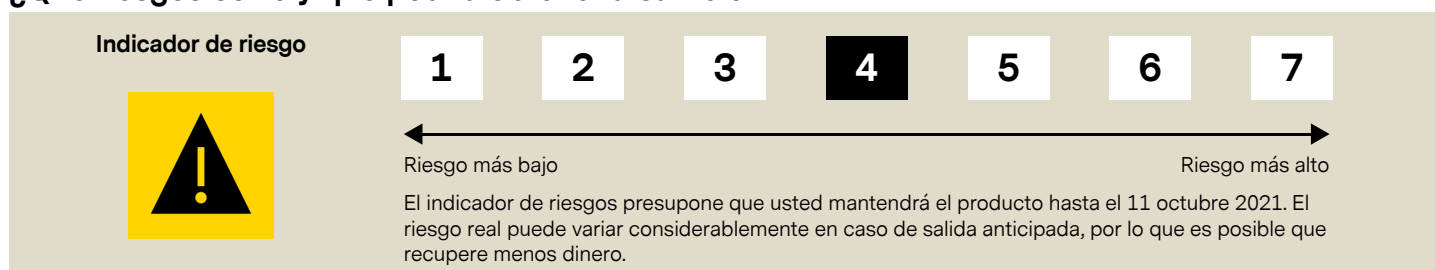 Indicador de riesgo
1 2 3 4 5 6 7
Riesgo más bajo Riesgo más alto
El indicador de riesgos presupone que usted mantendrá el producto hasta el 11 octubre 2021. El
riesgo real puede variar considerablemente en caso de salida anticipada, por lo que es posible que
recupere menos dinero.